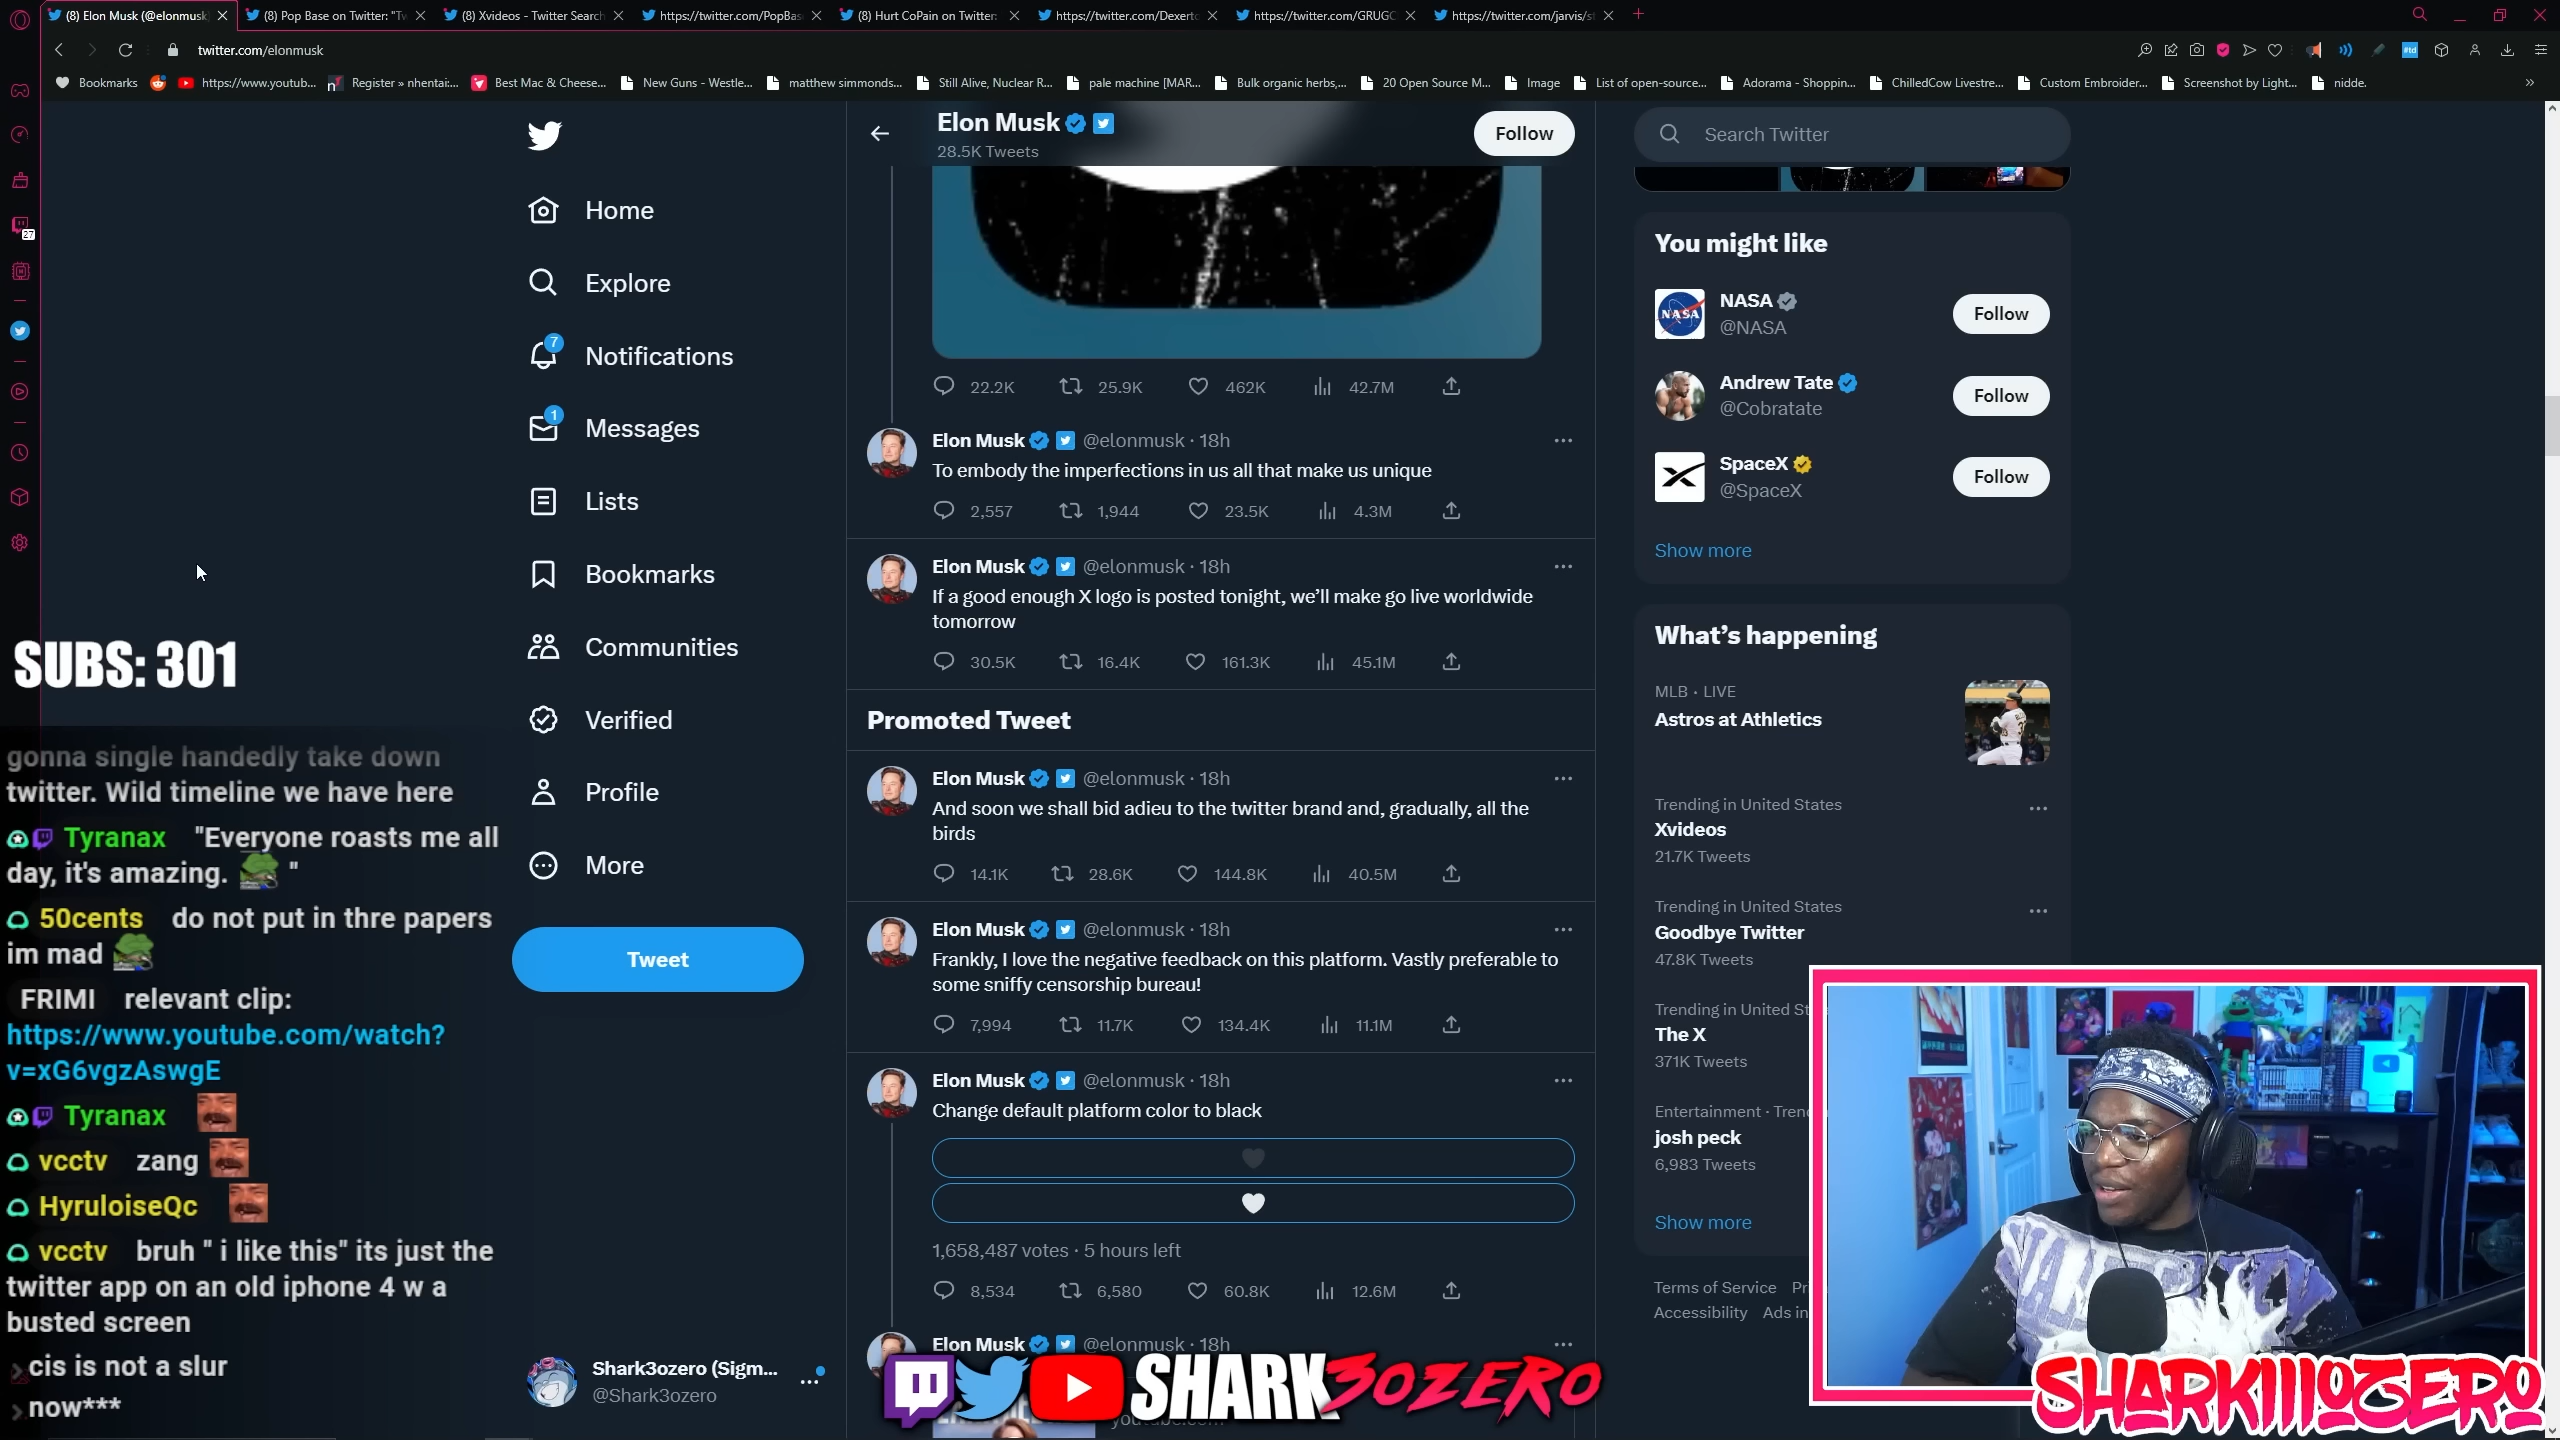 (8) Elon Musk (@elonmusk
(8) Pop Base on Twitter: "Tw
(8) Xvideos - Twitter Search
https://twitter.com/PopBas
(8) Hurt CoPain on Twitter:
https://twitter.com/Dexerto
https://twitter.com/GRUGC
https://twitter.com/jarvis/s
twitter.com/elonmusk
Bookmarks
https://www.youtub...
Register » nhentai:...
Best Mac & Cheese...
New Guns - Westle...
matthew simmonds...
Still Alive, Nuclear R...
pale machine [MAR...
Bulk organic herbs,...
20 Open Source M...
Image
List of open-source...
Adorama - Shoppin...
ChilledCow Livestre...
Custom Embroider...
Screenshot by Light...
nidde.
27
Home
Explore
7
Notifications
1
Messages
Lists
Bookmarks
Communities
Verified
Profile
More
Tweet
Shark3ozero (Sigm...
@Shark3ozero
Elon Musk
28.5K Tweets
Follow
22.2K 25.9K 462K 42.7M
Elon Musk @elonmusk · 18h
To embody the imperfections in us all that make us unique
2,557 1,944 23.5K 4.3M
Elon Musk @elonmusk · 18h
If a good enough X logo is posted tonight, we'll make go live worldwide
tomorrow
30.5K 16.4K 161.3K 45.1M
Promoted Tweet
Elon Musk @elonmusk · 18h
And soon we shall bid adieu to the twitter brand and, gradually, all the
birds
14.1K 28.6K 144.8K 40.5M
Elon Musk @elonmusk · 18h
Frankly, I love the negative feedback on this platform. Vastly preferable to
some sniffy censorship bureau!
7,994 11.7K 134.4K 11.1M
Elon Musk @elonmusk · 18h
Change default platform color to black
1,658,487 votes · 5 hours left
8,534 6,580 60.8K 12.6M
Elon Musk @elonmusk · 18h
youtube.com
Search Twitter
You might like
NASA
@NASA
Follow
Andrew Tate
@Cobratate
Follow
SpaceX
@SpaceX
Follow
Show more
What's happening
MLB · LIVE
Astros at Athletics
Trending in United States
Xvideos
21.7K Tweets
Trending in United States
Goodbye Twitter
47.8K Tweets
Trending in United St
The X
371K Tweets
Entertainment · Trend
josh peck
6,983 Tweets
Show more
Terms of Service Pr
Accessibility Ads in
SUBS: 301
gonna single handedly take down
twitter. Wild timeline we have here
Tyranax "Everyone roasts me all
day, it's amazing. "
50cents do not put in thre papers
im mad
FRIMI relevant clip:
https://www.youtube.com/watch?
v=xG6vgzAswgE
Tyranax
vcctv zang
HyruloiseQc
vcctv bruh " i like this" its just the
twitter app on an old iphone 4 w a
busted screen
cis is not a slur
now***
SHARK3OZERO
SHARKIIIOZERO